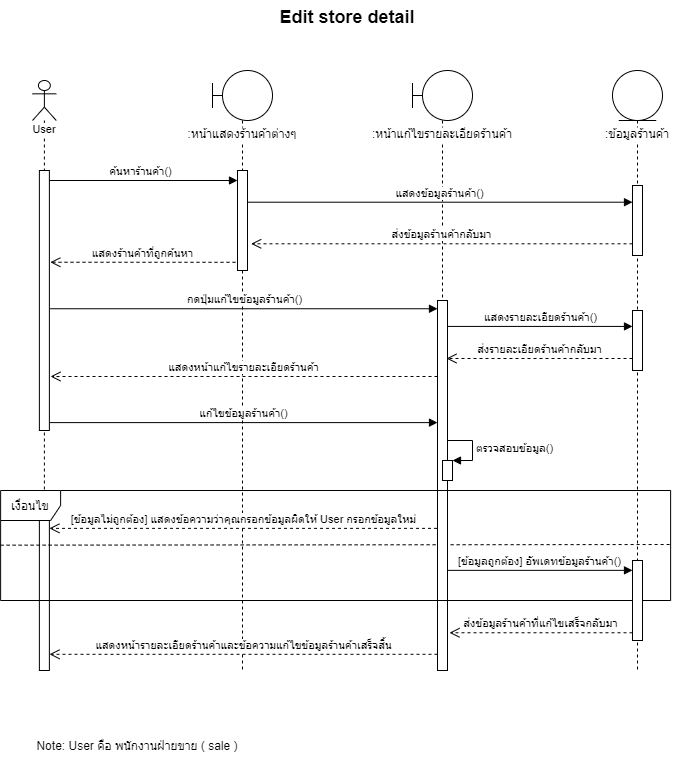 Edit store detail
User
:หน้าแสดงร้านค้าต่างๆ
:หน้าแก้ไขรายละเอียดร้านค้า
:ข้อมูลร้านค้า
ค้นหาร้านค้า()
แสดงข้อมูลร้านค้า()
ส่งข้อมูลร้านค้ากลับมา
แสดงร้านค้าที่ถูกค้นหา
กดปุ่มแก้ไขข้อมูลร้านค้า()
แสดงรายละเอียดร้านค้า()
ส่งรายละเอียดร้านค้ากลับมา
แสดงหน้าแก้ไขรายละเอียดร้านค้า
แก้ไขข้อมูลร้านค้า()
ตรวจสอบข้อมูล()
เงื่อนไข
[ข้อมูลไม่ถูกต้อง] แสดงข้อความว่าคุณกรอกข้อมูลผิดให้ User กรอกข้อมูลใหม่
[ข้อมูลถูกต้อง] อัพเดทข้อมูลร้านค้า()
ส่งข้อมูลร้านค้าที่แก้ไขเสร็จกลับมา
แสดงหน้ารายละเอียดร้านค้าและข้อความแก้ไขข้อมูลร้านค้าเสร็จสิ้น
Note: User คือ พนักงานฝ่ายขาย ( sale )